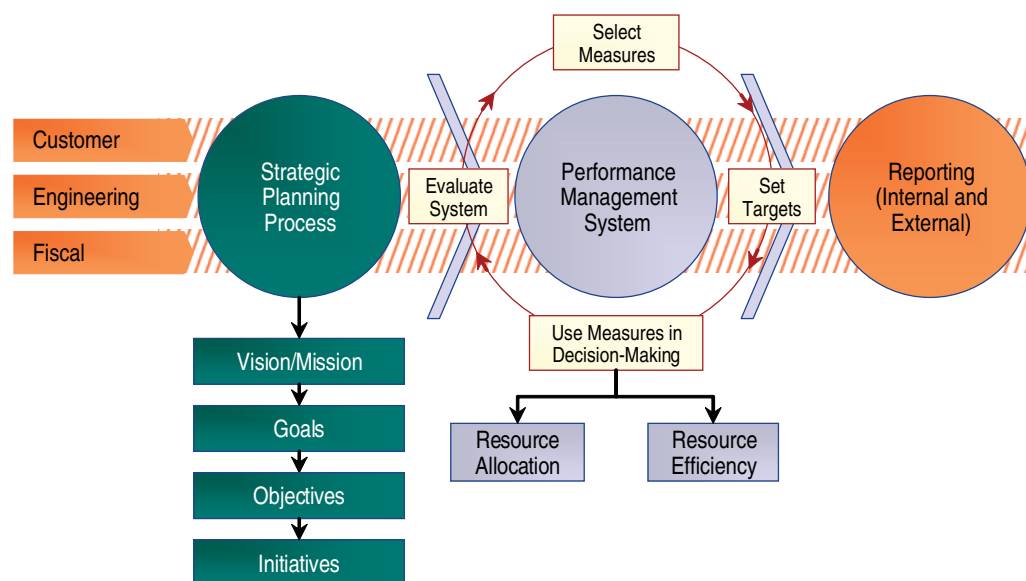 Select
Measures
Customer
Engineering
Fiscal
Strategic
Planning
Process
Evaluate
System
Performance
Management
System
Set
Targets
Reporting
(Internal and
External)
Use Measures in
Decision-Making
Vision/Mission
Goals
Objectives
Initiatives
Resource
Allocation
Resource
Efficiency